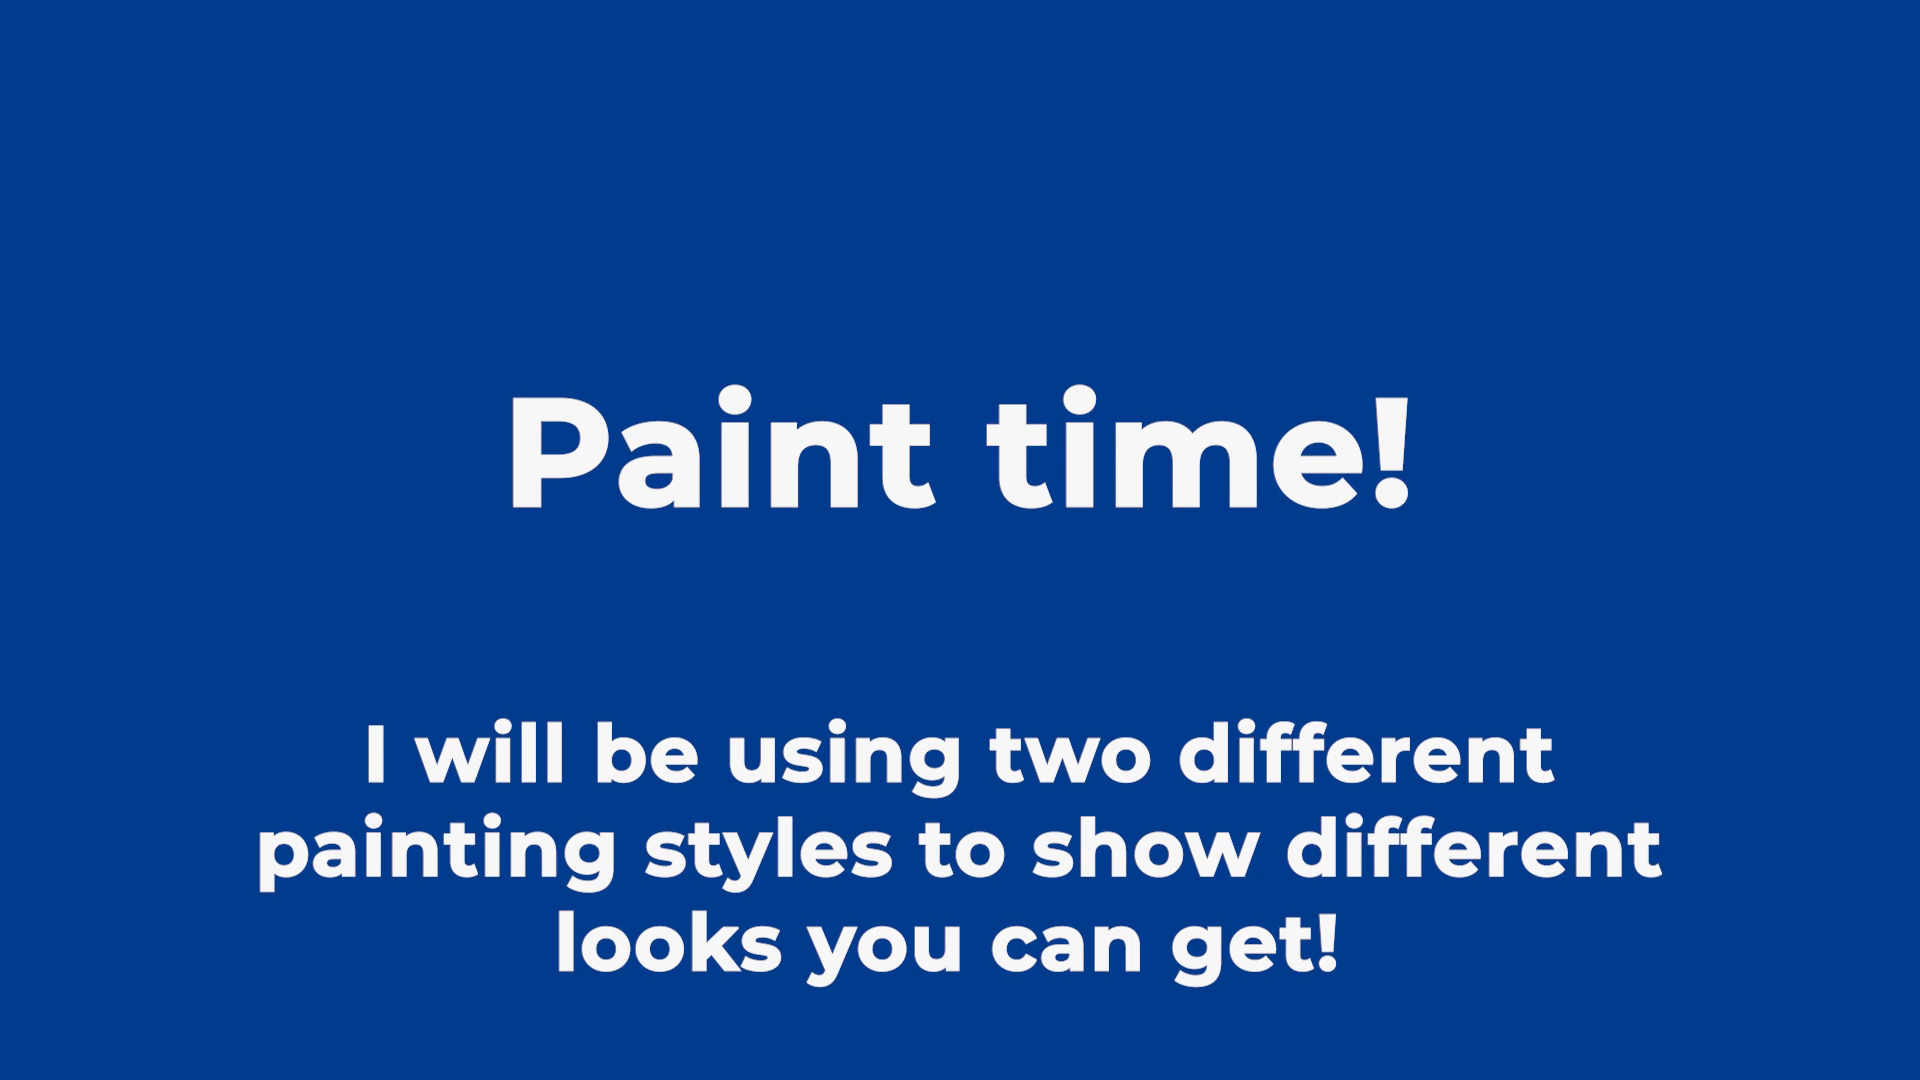 Paint time!
I will be using two different
painting styles to show different
looks you can get!